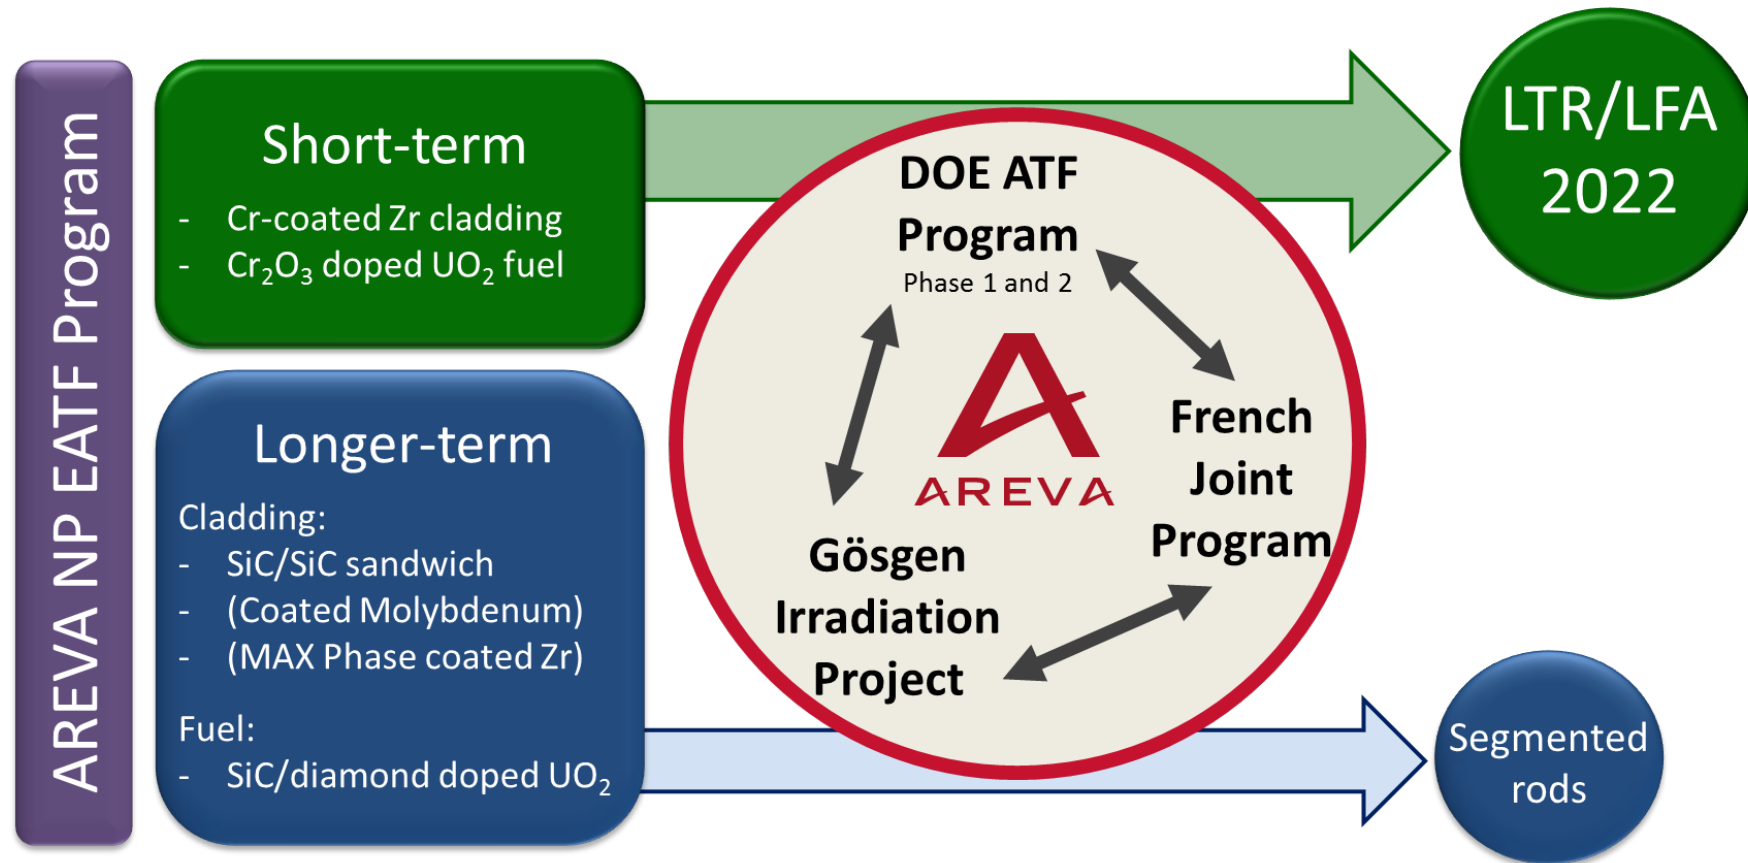 AREVA NP EATF Program
Short-term
- Cr-coated Zr cladding
- Cr₂O₃ doped UO₂ fuel
Longer-term
Cladding:
- SiC/SiC sandwich
- (Coated Molybdenum)
- (MAX Phase coated Zr)
Fuel:
- SiC/diamond doped UO₂
DOE ATF
Program
Phase 1 and 2
AREVA
French
Joint
Program
Gösgen
Irradiation
Project
LTR/LFA
2022
Segmented
rods